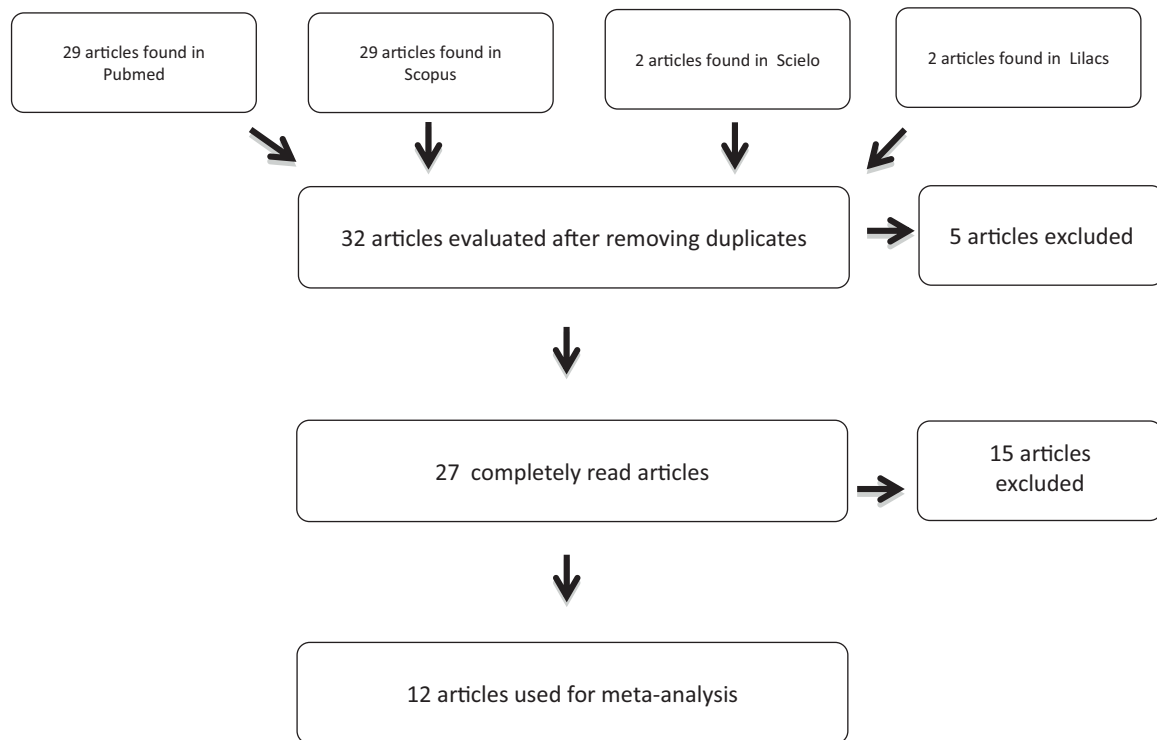 29 articles found in
Pubmed
29 articles found in
Scopus
2 articles found in Scielo
2 articles found in Lilacs
32 articles evaluated after removing duplicates
5 articles excluded
27 completely read articles
15 articles
excluded
12 articles used for meta-analysis